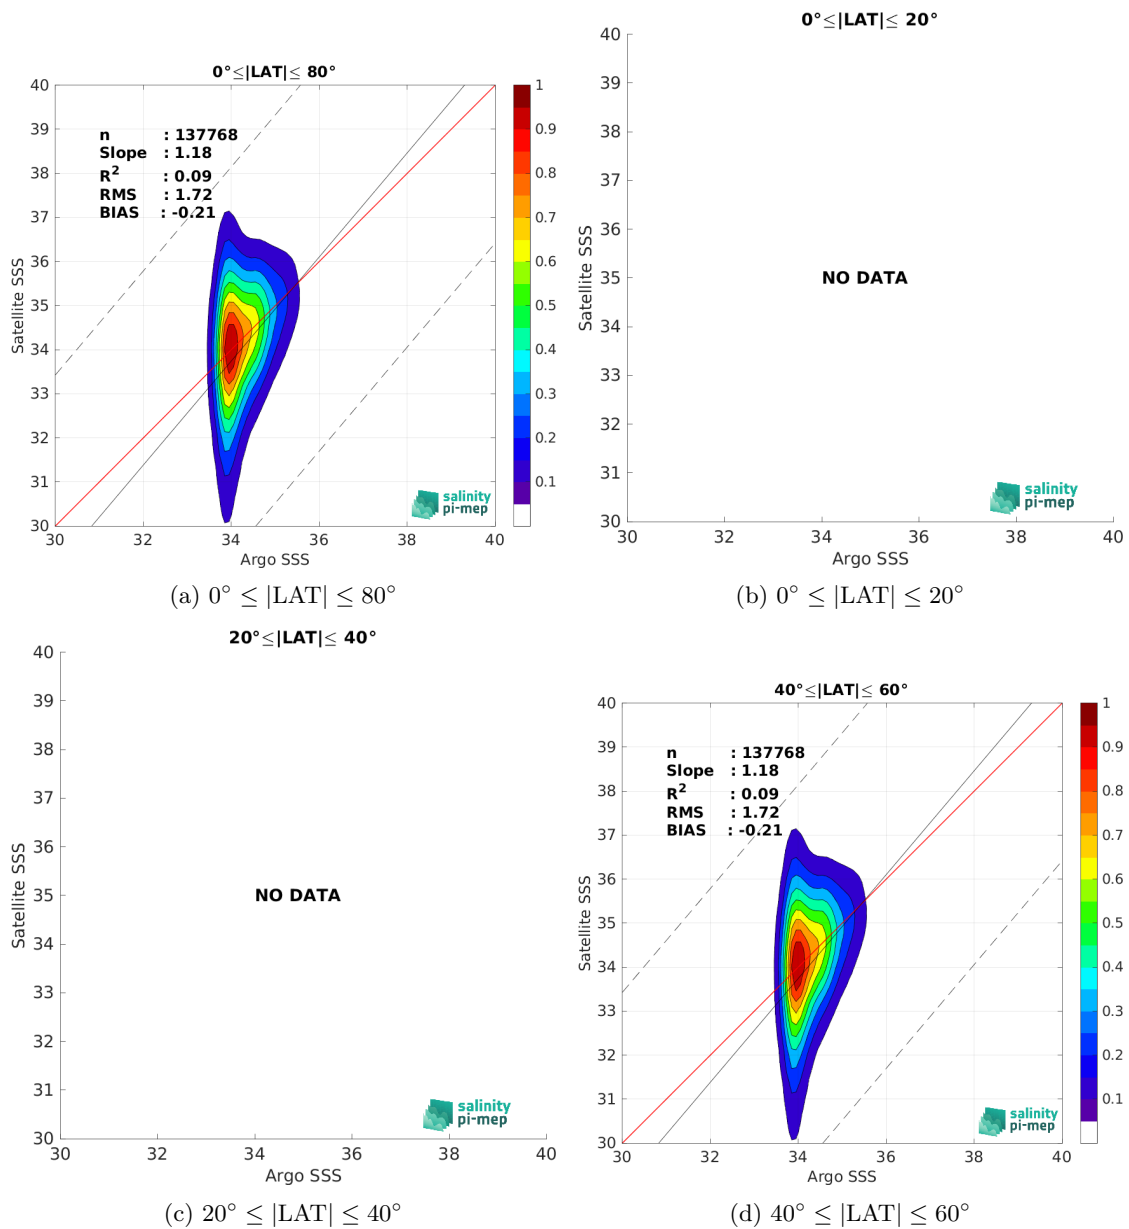 0°≤|LAT|≤ 80°
40
39
38
37
36
35
34
33
32
31
30
Satellite SSS
n : 137768
Slope : 1.18
R² : 0.09
RMS : 1.72
BIAS : -0.21
salinity
pi-mep
30 32 34 36 38 40
Argo SSS
1
0.9
0.8
0.7
0.6
0.5
0.4
0.3
0.2
0.1
(a) 0° ≤ |LAT| ≤ 80°
0°≤|LAT|≤ 20°
40
39
38
37
36
35
34
33
32
31
30
Satellite SSS
NO DATA
salinity
pi-mep
30 32 34 36 38 40
Argo SSS
(b) 0° ≤ |LAT| ≤ 20°
20°≤|LAT|≤ 40°
40
39
38
37
36
35
34
33
32
31
30
Satellite SSS
NO DATA
salinity
pi-mep
30 32 34 36 38 40
Argo SSS
(c) 20° ≤ |LAT| ≤ 40°
40°≤|LAT|≤ 60°
40
39
38
37
36
35
34
33
32
31
30
Satellite SSS
n : 137768
Slope : 1.18
R² : 0.09
RMS : 1.72
BIAS : -0.21
salinity
pi-mep
30 32 34 36 38 40
Argo SSS
1
0.9
0.8
0.7
0.6
0.5
0.4
0.3
0.2
0.1
(d) 40° ≤ |LAT| ≤ 60°